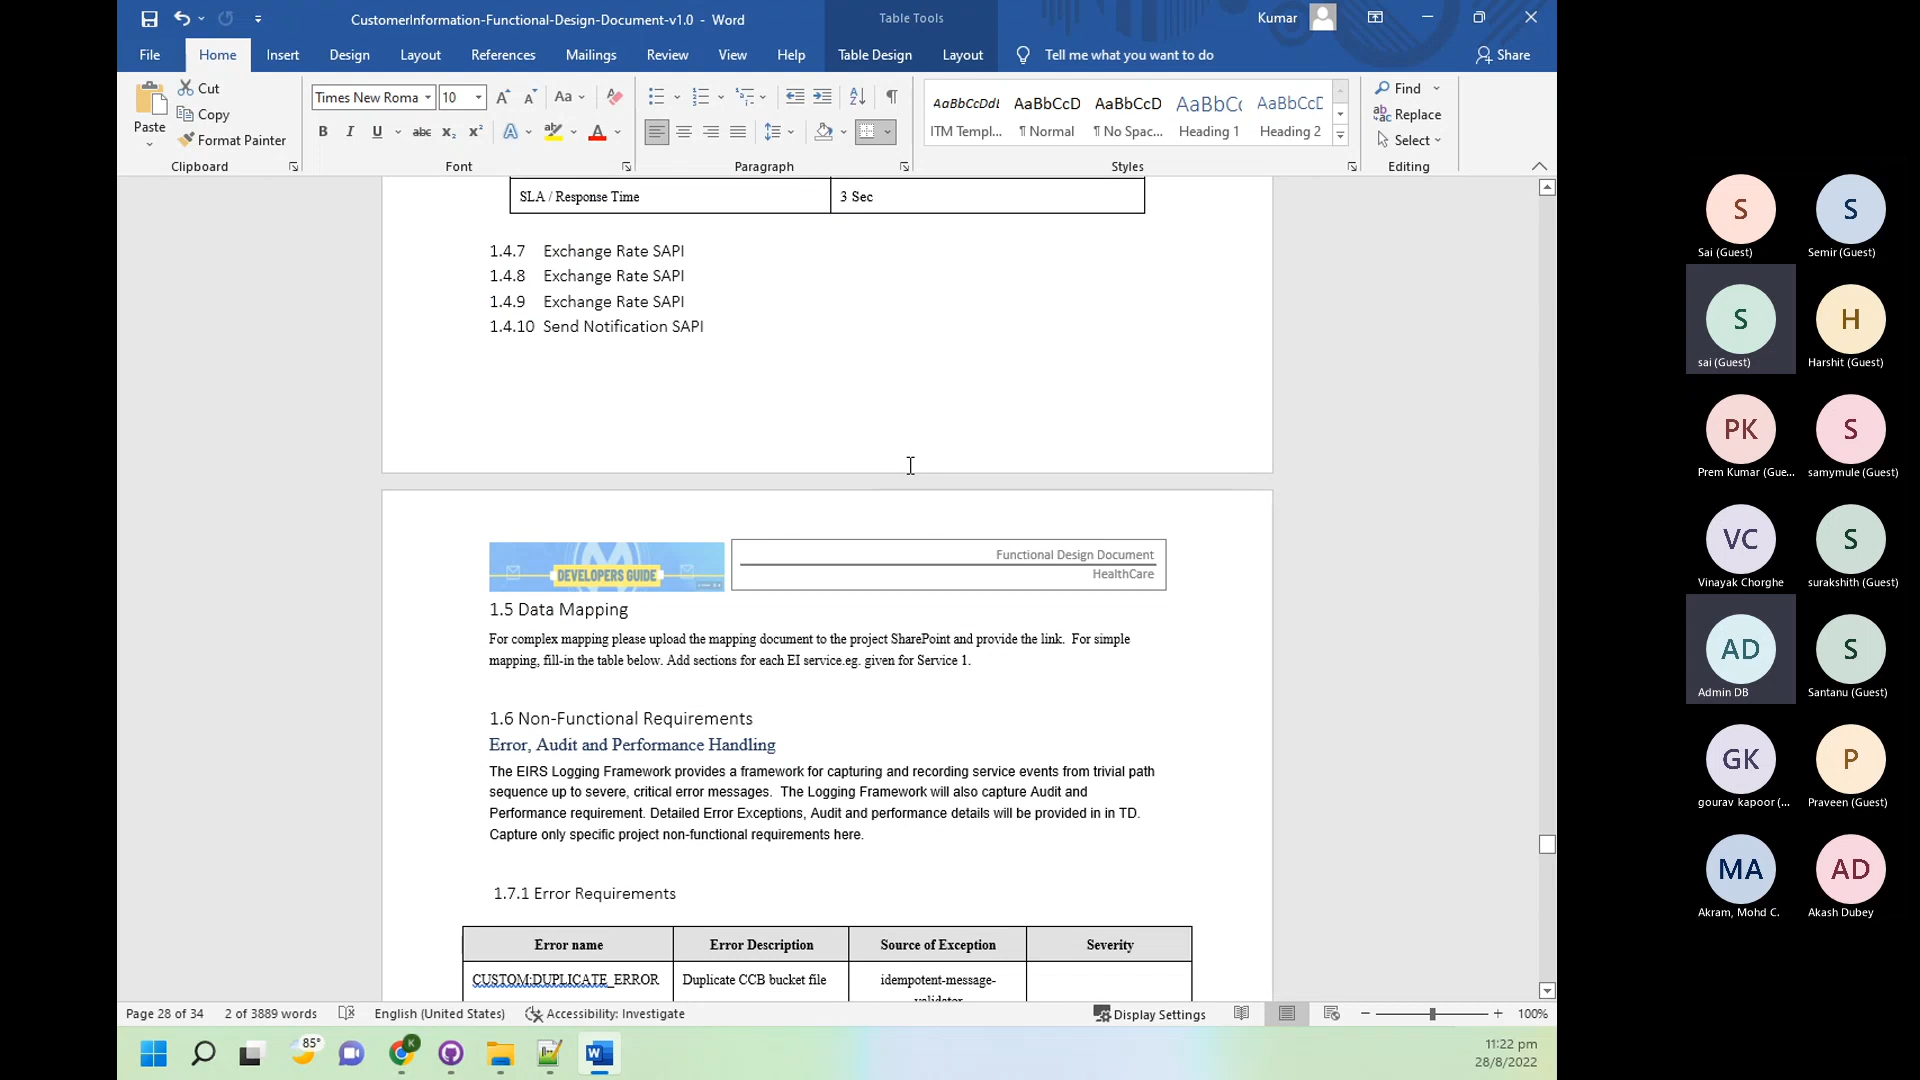 CustomerInformation-Functional-Design-Document-v1.0 - Word
Table Tools
Kumar
File
Home
Insert
Design
Layout
References
Mailings
Review
View
Help
Table Design
Layout
Tell me what you want to do
Share
Paste
Cut
Copy
Format Painter
Clipboard
Times New Roma
10
Aa
B I U abc x₂ x²
Font
Paragraph
AaBbCcDdI
ITM Templ...
AaBbCcD
¶ Normal
AaBbCcD
¶ No Spac...
AaBbCc
Heading 1
AaBbCcE
Heading 2
Styles
Find
Replace
Select
Editing
SLA / Response Time
3 Sec
1.4.7 Exchange Rate SAPI
1.4.8 Exchange Rate SAPI
1.4.9 Exchange Rate SAPI
1.4.10 Send Notification SAPI
DEVELOPERS GUIDE
Functional Design Document
HealthCare
1.5 Data Mapping
For complex mapping please upload the mapping document to the project SharePoint and provide the link. For simple
mapping, fill-in the table below. Add sections for each EI service.eg. given for Service 1.
1.6 Non-Functional Requirements
Error, Audit and Performance Handling
The EIRS Logging Framework provides a framework for capturing and recording service events from trivial path
sequence up to severe, critical error messages. The Logging Framework will also capture Audit and
Performance requirement. Detailed Error Exceptions, Audit and performance details will be provided in in TD.
Capture only specific project non-functional requirements here.
1.7.1 Error Requirements
Error name
Error Description
Source of Exception
Severity
CUSTOM:DUPLICATE_ERROR
Duplicate CCB bucket file
idempotent-message-
validator
Page 28 of 34
2 of 3889 words
English (United States)
Accessibility: Investigate
Display Settings
100%
85°
K
11:22 pm
28/8/2022
S
Sai (Guest)
S
Semir (Guest)
S
sai (Guest)
H
Harshit (Guest)
PK
Prem Kumar (Gue...
S
samymule (Guest)
VC
Vinayak Chorghe
S
surakshith (Guest)
AD
Admin DB
S
Santanu (Guest)
GK
gourav kapoor (...
P
Praveen (Guest)
MA
Akram, Mohd C.
AD
Akash Dubey